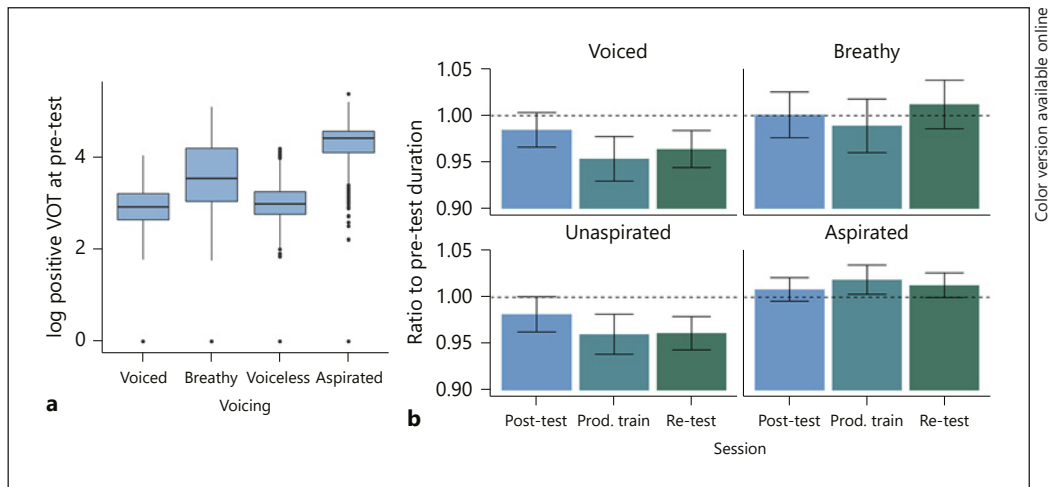 Color version available online
log positive VOT at pre-test
4
2
0
Voiced Breathy Voiceless Aspirated
Voicing
a
Ratio to pre-test duration
Voiced Breathy
1.05
1.00
0.95
0.90
Unaspirated Aspirated
1.05
1.00
0.95
0.90
Post-test Prod. train Re-test Post-test Prod. train Re-test
Session
b